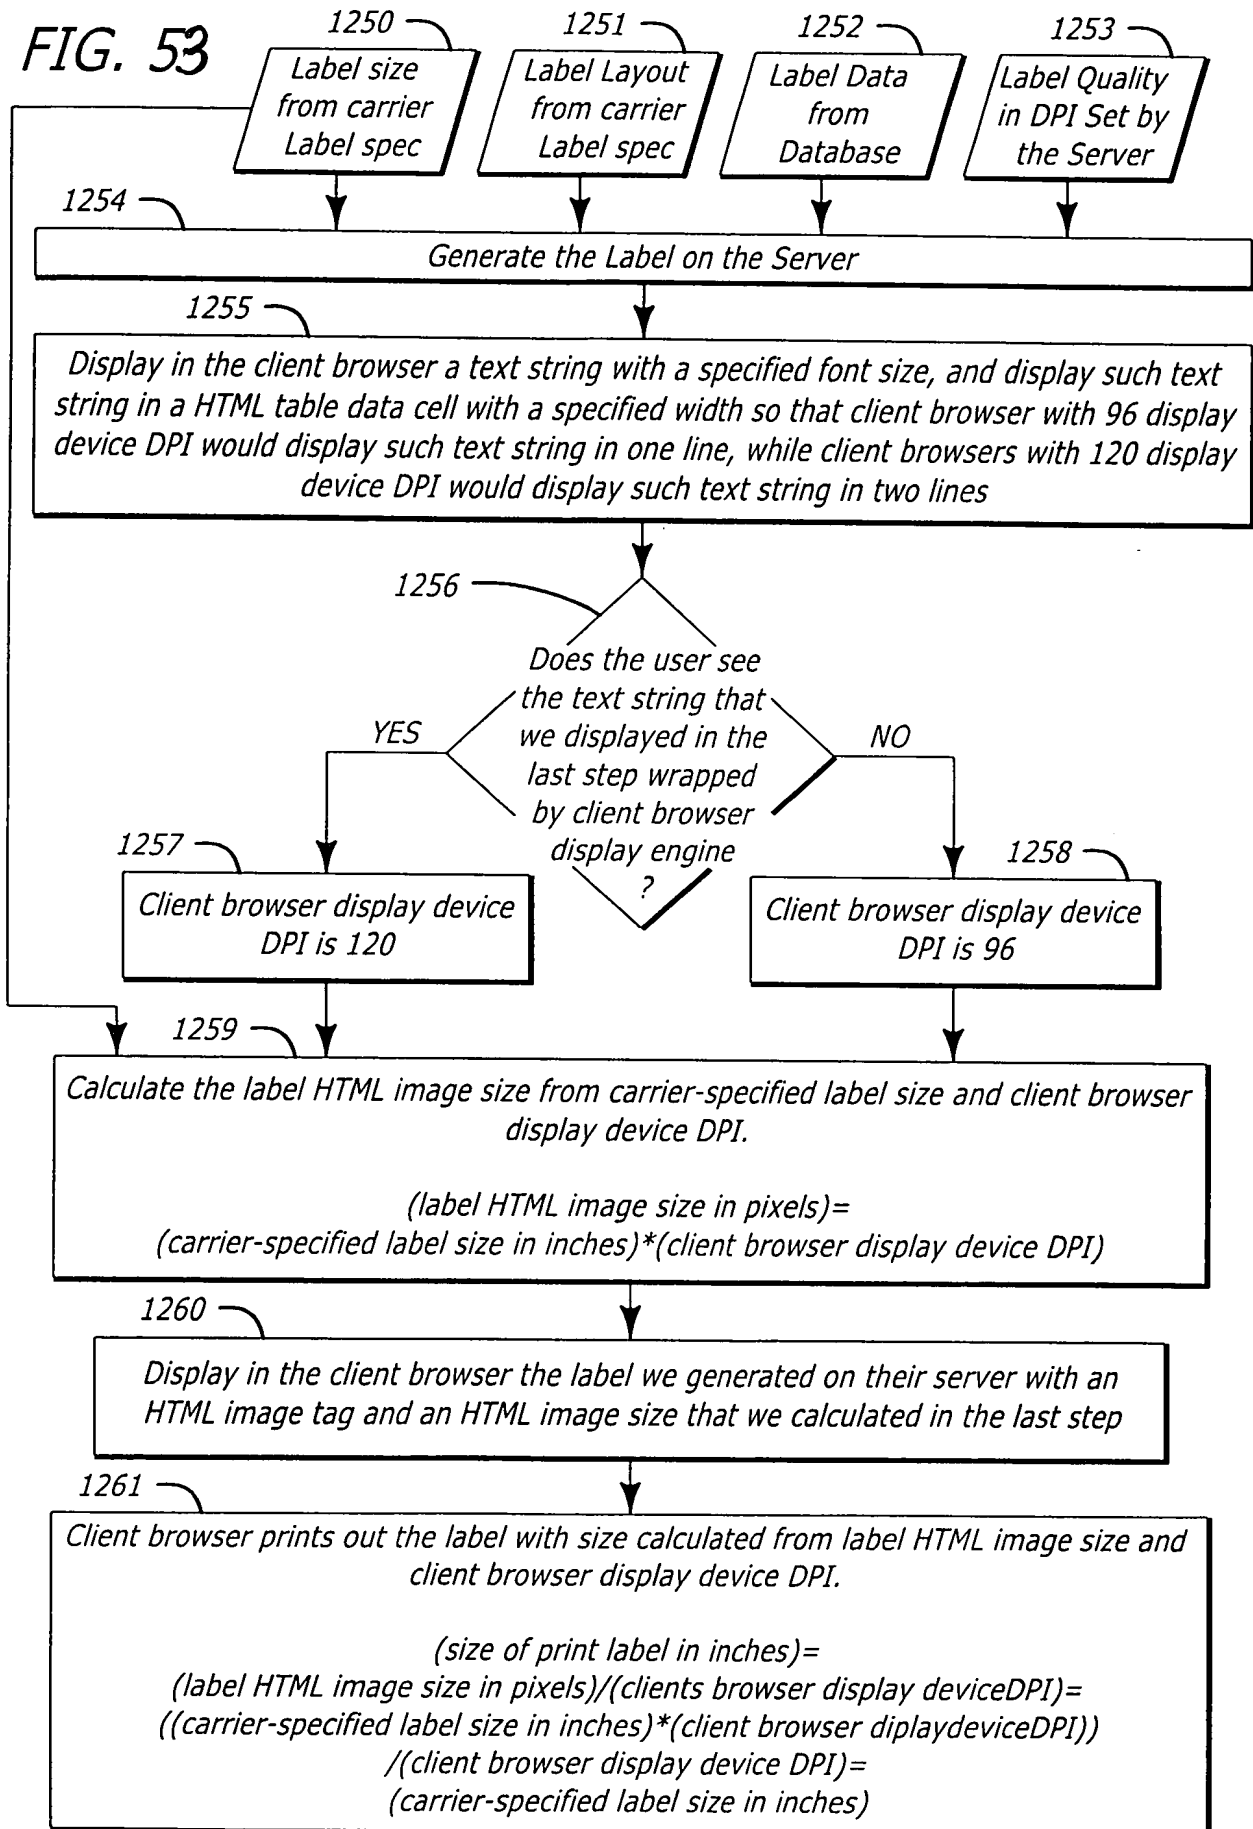 FIG. 53
1250
Label size
from carrier
Label spec
1251
Label Layout
from carrier
Label spec
1252
Label Data
from
Database
1253
Label Quality
in DPI Set by
the Server
1254
Generate the Label on the Server
1255
Display in the client browser a text string with a specified font size, and display such text
string in a HTML table data cell with a specified width so that client browser with 96 display
device DPI would display such text string in one line, while client browsers with 120 display
device DPI would display such text string in two lines
1256
Does the user see
the text string that
we displayed in the
last step wrapped
by client browser
display engine
?
YES
NO
1257
Client browser display device
DPI is 120
1258
Client browser display device
DPI is 96
1259
Calculate the label HTML image size from carrier-specified label size and client browser
display device DPI.
(label HTML image size in pixels)=
(carrier-specified label size in inches)*(client browser display device DPI)
1260
Display in the client browser the label we generated on their server with an
HTML image tag and an HTML image size that we calculated in the last step
1261
Client browser prints out the label with size calculated from label HTML image size and
client browser display device DPI.
(size of print label in inches)=
(label HTML image size in pixels)/(clients browser display deviceDPI)=
((carrier-specified label size in inches)*(client browser diplaydeviceDPI))
/(client browser display device DPI)=
(carrier-specified label size in inches)